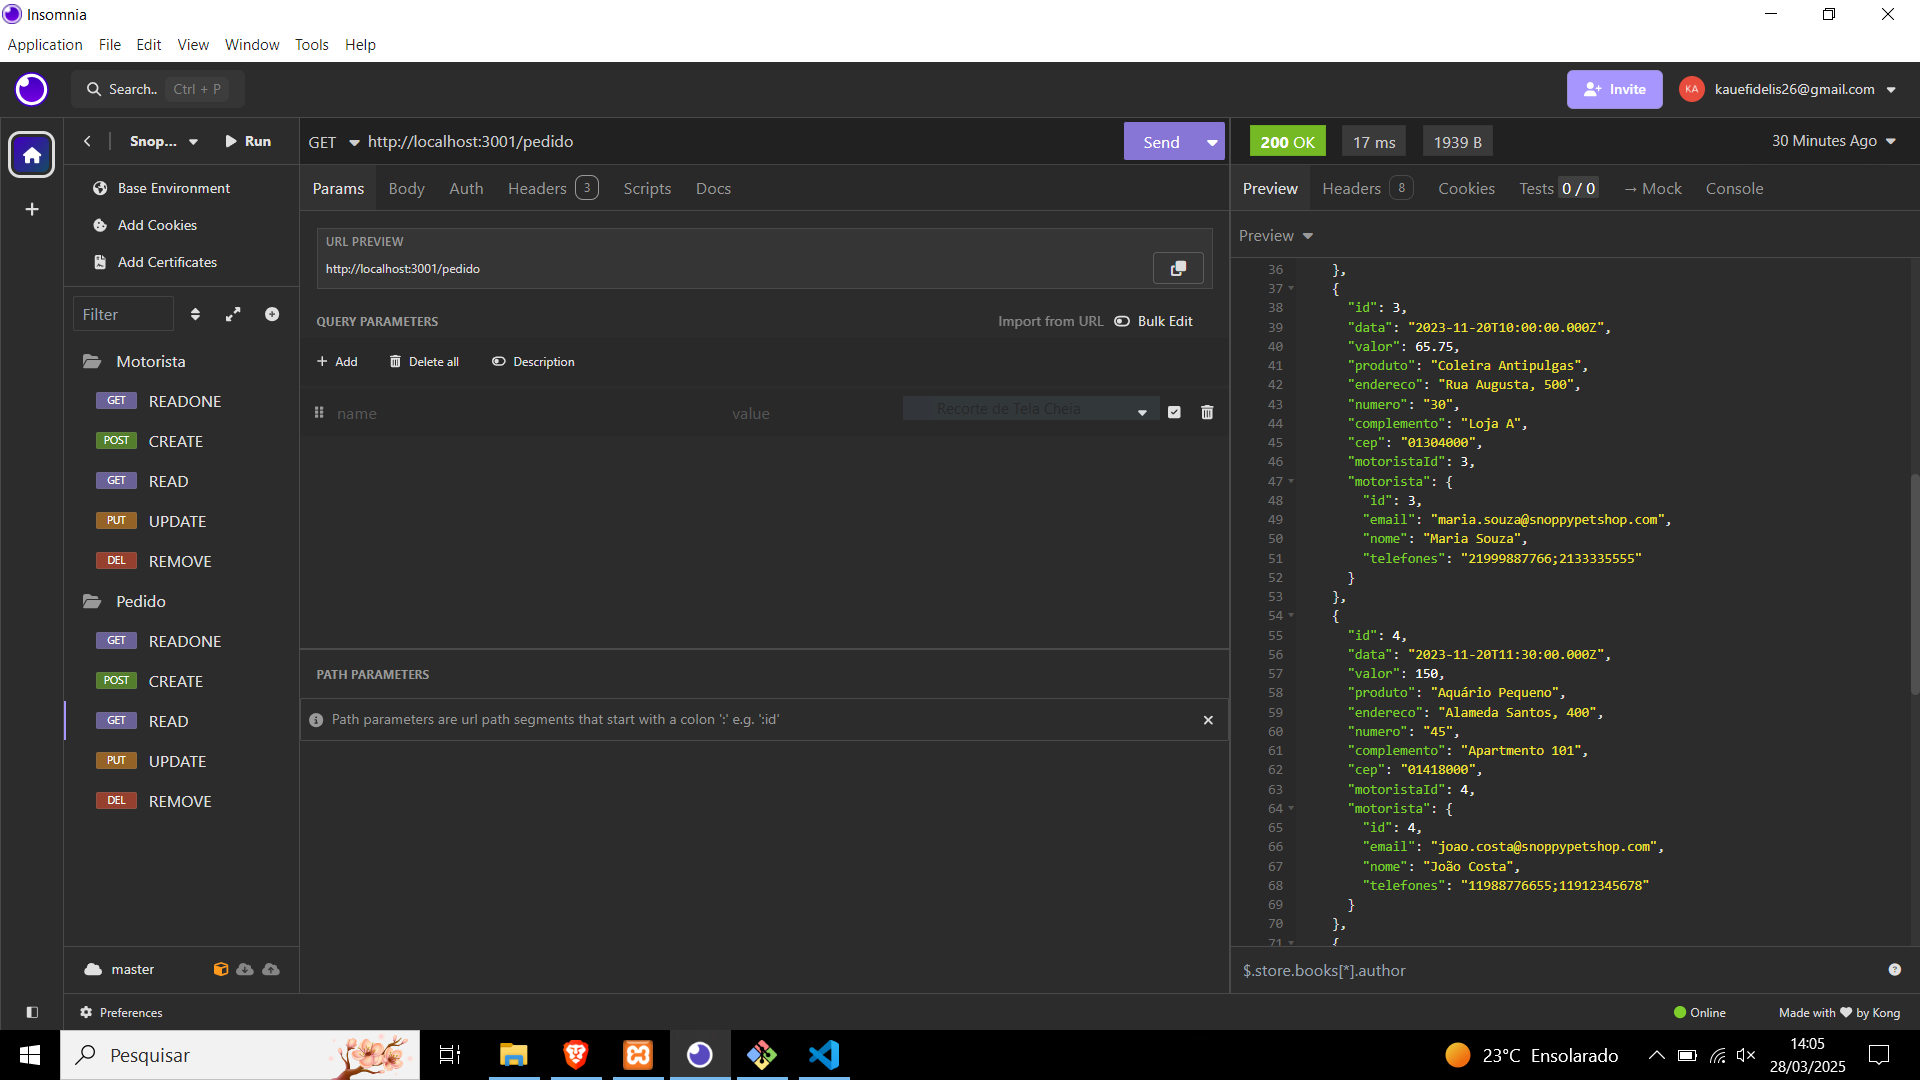 Insomnia
Application File Edit View Window Tools Help
Search.. Ctrl + P
Invite
KA kauefidelis26@gmail.com
Snop... Run
GET http://localhost:3001/pedido
Send
200 OK 17 ms 1939 B
30 Minutes Ago
Base Environment
Add Cookies
Add Certificates
Filter
Motorista
GET READONE
POST CREATE
GET READ
PUT UPDATE
DEL REMOVE
Pedido
GET READONE
POST CREATE
GET READ
PUT UPDATE
DEL REMOVE
master
Params Body Auth Headers 3 Scripts Docs
URL PREVIEW
http://localhost:3001/pedido
QUERY PARAMETERS
Import from URL Bulk Edit
Add Delete all Description
name value Recorte de Tela Cheia
PATH PARAMETERS
Path parameters are url path segments that start with a colon ':' e.g. ':id'
Preview Headers 8 Cookies Tests 0 / 0 → Mock Console
Preview
36 },
37 {
38 "id": 3,
39 "data": "2023-11-20T10:00:00.000Z",
40 "valor": 65.75,
41 "produto": "Coleira Antipulgas",
42 "endereco": "Rua Augusta, 500",
43 "numero": "30",
44 "complemento": "Loja A",
45 "cep": "01304000",
46 "motoristaId": 3,
47 "motorista": {
48 "id": 3,
49 "email": "maria.souza@snoppypetshop.com",
50 "nome": "Maria Souza",
51 "telefones": "21999887766;2133335555"
52 }
53 },
54 {
55 "id": 4,
56 "data": "2023-11-20T11:30:00.000Z",
57 "valor": 150,
58 "produto": "Aquário Pequeno",
59 "endereco": "Alameda Santos, 400",
60 "numero": "45",
61 "complemento": "Apartmento 101",
62 "cep": "01418000",
63 "motoristaId": 4,
64 "motorista": {
65 "id": 4,
66 "email": "joao.costa@snoppypetshop.com",
67 "nome": "João Costa",
68 "telefones": "11988776655;11912345678"
69 }
70 },
71 {
$.store.books[*].author
Preferences
Online
Made with ❤ by Kong
Pesquisar
23°C Ensolarado
14:05
28/03/2025